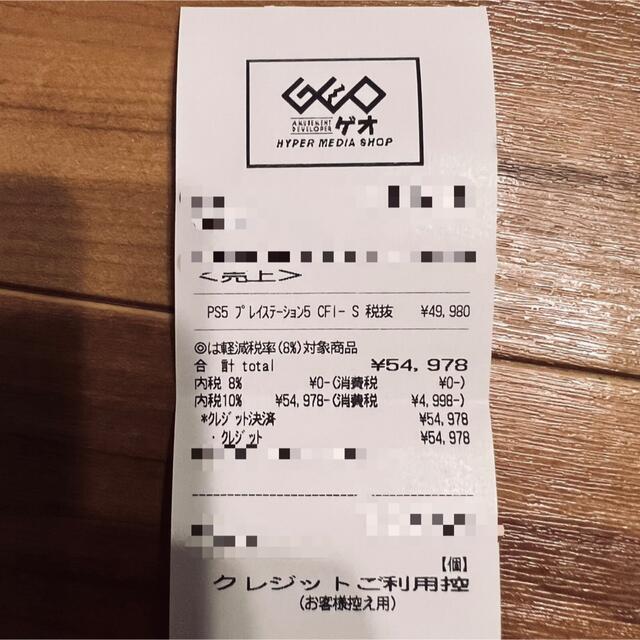 GEO
AMUSEMENT
DEVELOPER ゲオ
HYPER MEDIA SHOP
<売上>
PS5 プレイステーション5 CFI- S 税抜 ¥49,980
◎は軽減税率(8%)対象商品
合 計 total ¥54,978
内税 8% ¥0-(消費税 ¥0-)
内税10% ¥54,978-(消費税 ¥4,998-)
*クレジット決済 ¥54,978
・クレジット ¥54,978
【個】
クレジットご利用控
(お客様控え用)